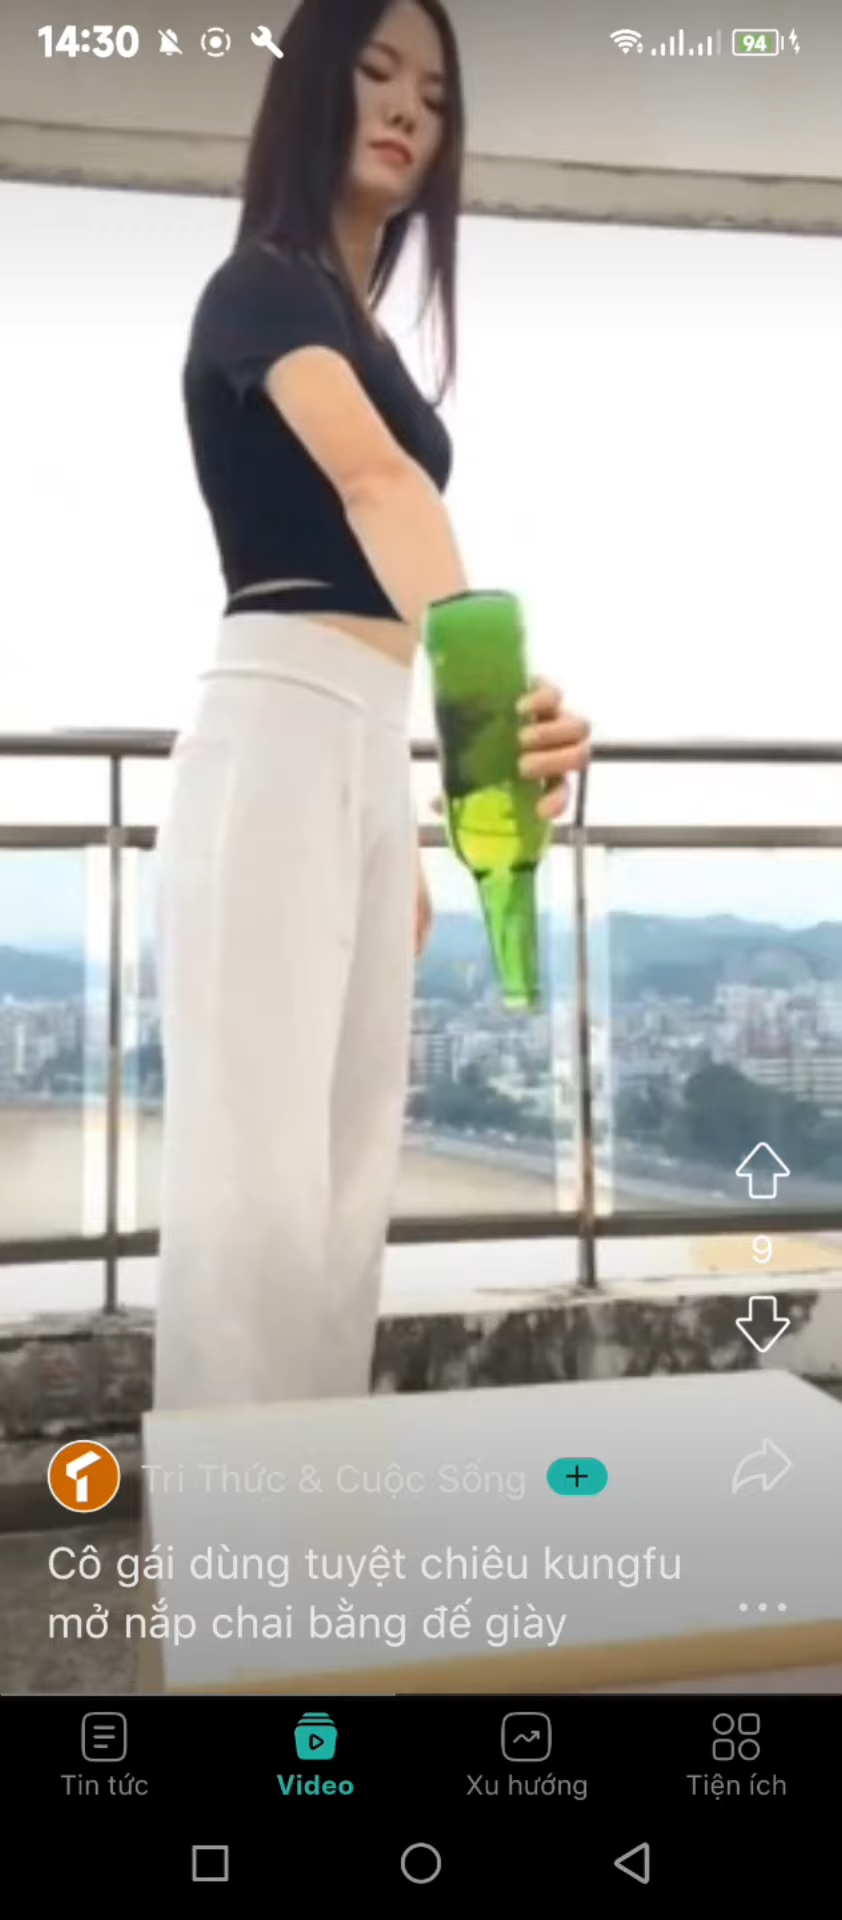 14:30
94
9
Tri Thức & Cuộc Sống
Cô gái dùng tuyệt chiêu kungfu
mở nắp chai bằng đế giày
Tin tức
Video
Xu hướng
Tiện ích